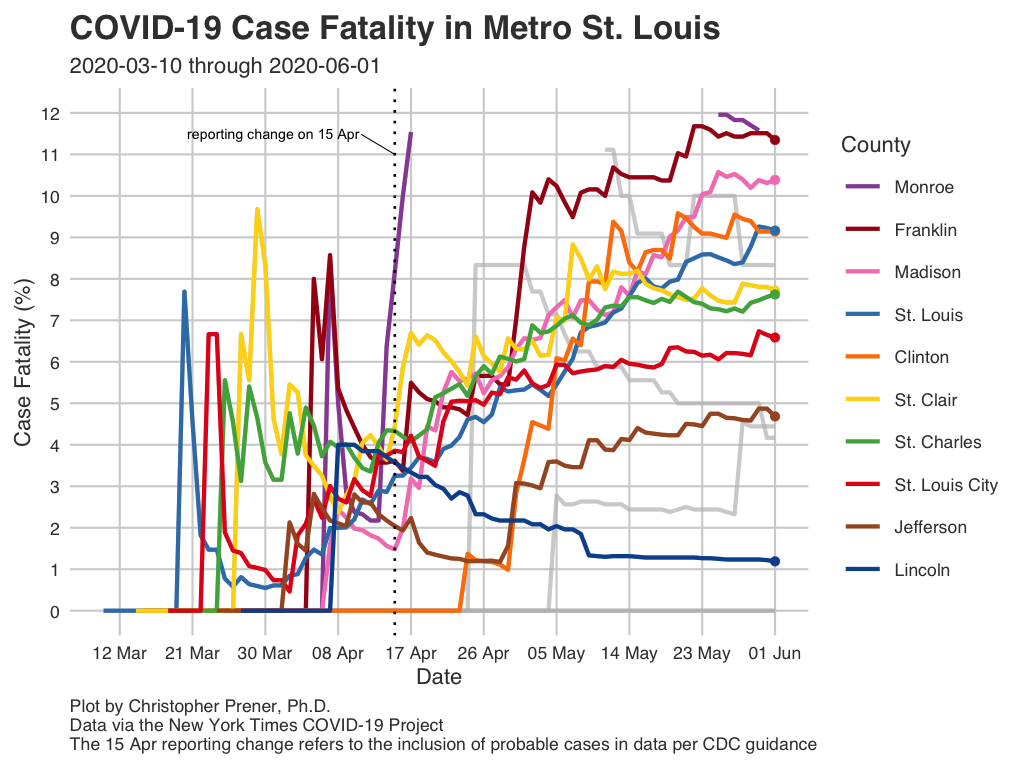 COVID-19 Case Fatality in Metro St. Louis
2020-03-10 through 2020-06-01
Case Fatality (%)
12
11
10
9
8
7
6
5
4
3
2
1
0
reporting change on 15 Apr
12 Mar
21 Mar
30 Mar
08 Apr
17 Apr
26 Apr
05 May
14 May
23 May
01 Jun
Date
County
Monroe
Franklin
Madison
St. Louis
Clinton
St. Clair
St. Charles
St. Louis City
Jefferson
Lincoln
Plot by Christopher Prener, Ph.D.
Data via the New York Times COVID-19 Project
The 15 Apr reporting change refers to the inclusion of probable cases in data per CDC guidance